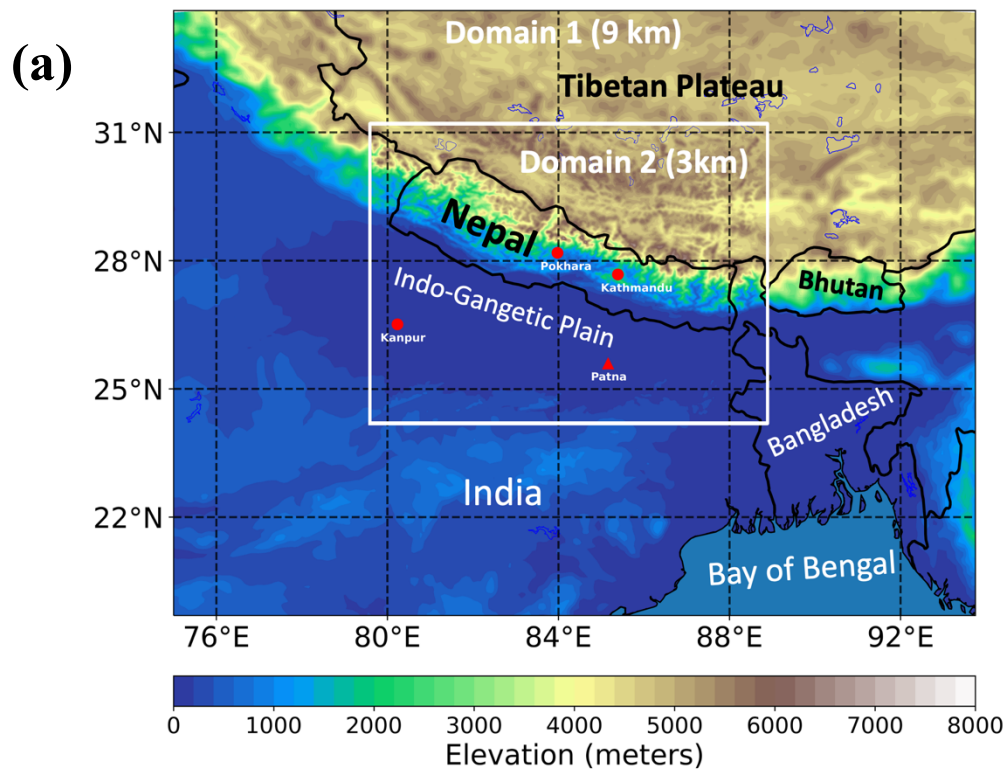 (a)
Domain 1 (9 km)
Tibetan Plateau
31°N
Domain 2 (3km)
Nepal
Pokhara
28°N
Kathmandu
Bhutan
Indo-Gangetic Plain
Kanpur
Patna
25°N
Bangladesh
India
22°N
Bay of Bengal
76°E 80°E 84°E 88°E 92°E
0 1000 2000 3000 4000 5000 6000 7000 8000
Elevation (meters)